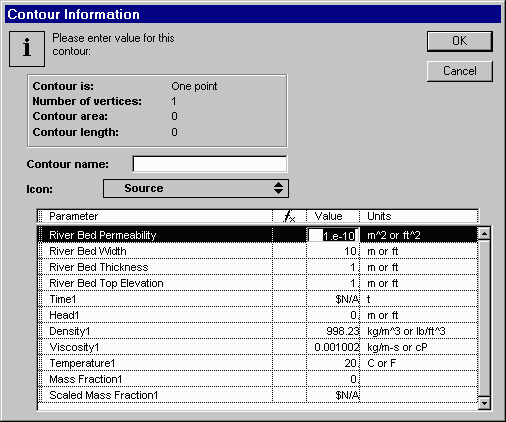 Contour Information
i
Please enter value for this
contour:
OK
Cancel
Contour is: One point
Number of vertices: 1
Contour area: 0
Contour length: 0
Contour name:
Icon: Source
Parameter fx Value Units
River Bed Permeability 1.e-10 m^2 or ft^2
River Bed Width 10. m or ft
River Bed Thickness 1. m or ft
River Bed Top Elevation 1. m or ft
Time1 $N/A t
Head1 0. m or ft
Density1 998.23 kg/m^3 or lb/ft^3
Viscosity1 0.001002 kg/m-s or cP
Temperature1 20. C or F
Mass Fraction1 0.
Scaled Mass Fraction1 $N/A